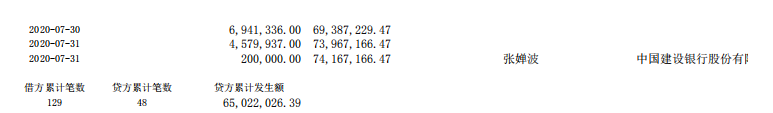 2020-07-30 6,941,336.00 69,387,229.47
2020-07-31 4,579,937.00 73,967,166.47
2020-07-31 200,000.00 74,167,166.47 张婵波 中国建设银行股份有
借方累计笔数 贷方累计笔数 贷方累计发生额
129 48 65,022,026.39